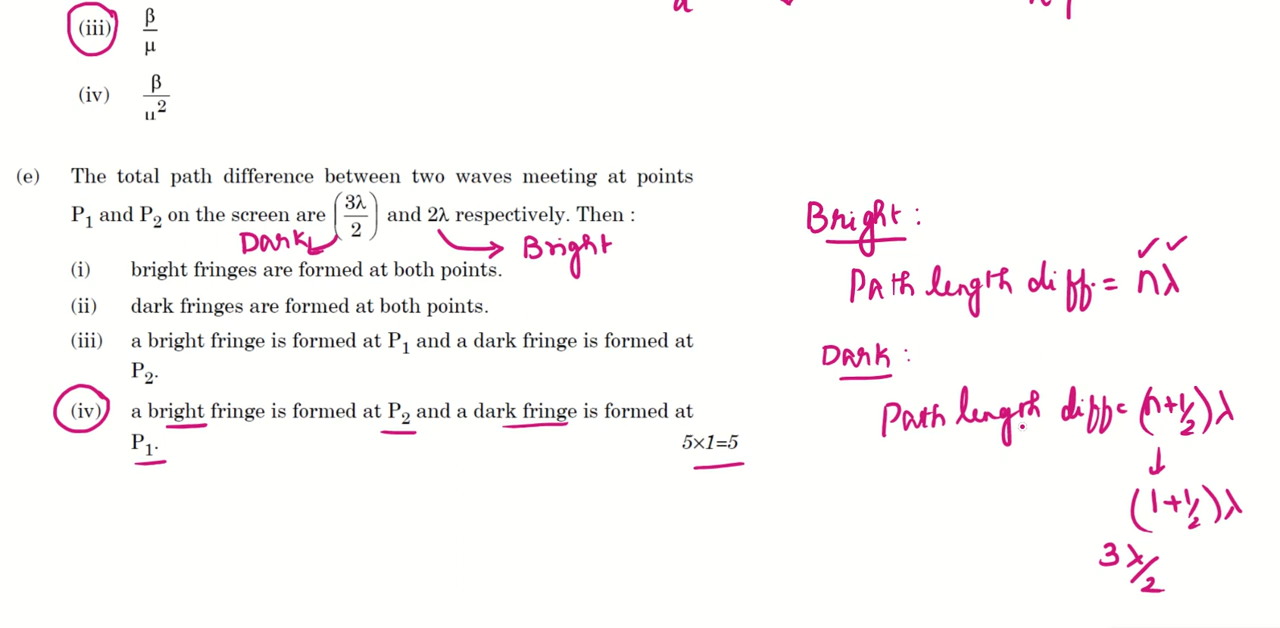 (iii) β/μ
(iv) β/μ²
(e) The total path difference between two waves meeting at points
P₁ and P₂ on the screen are (3λ/2) and 2λ respectively. Then :
Dark Bright
(i) bright fringes are formed at both points.
(ii) dark fringes are formed at both points.
(iii) a bright fringe is formed at P₁ and a dark fringe is formed at
P₂.
(iv) a bright fringe is formed at P₂ and a dark fringe is formed at
P₁. 5×1=5
Bright :
Path length diff. = nλ
Dark :
Path length diff = (n+1/2)λ
↓
(1+1/2)λ
3λ/2